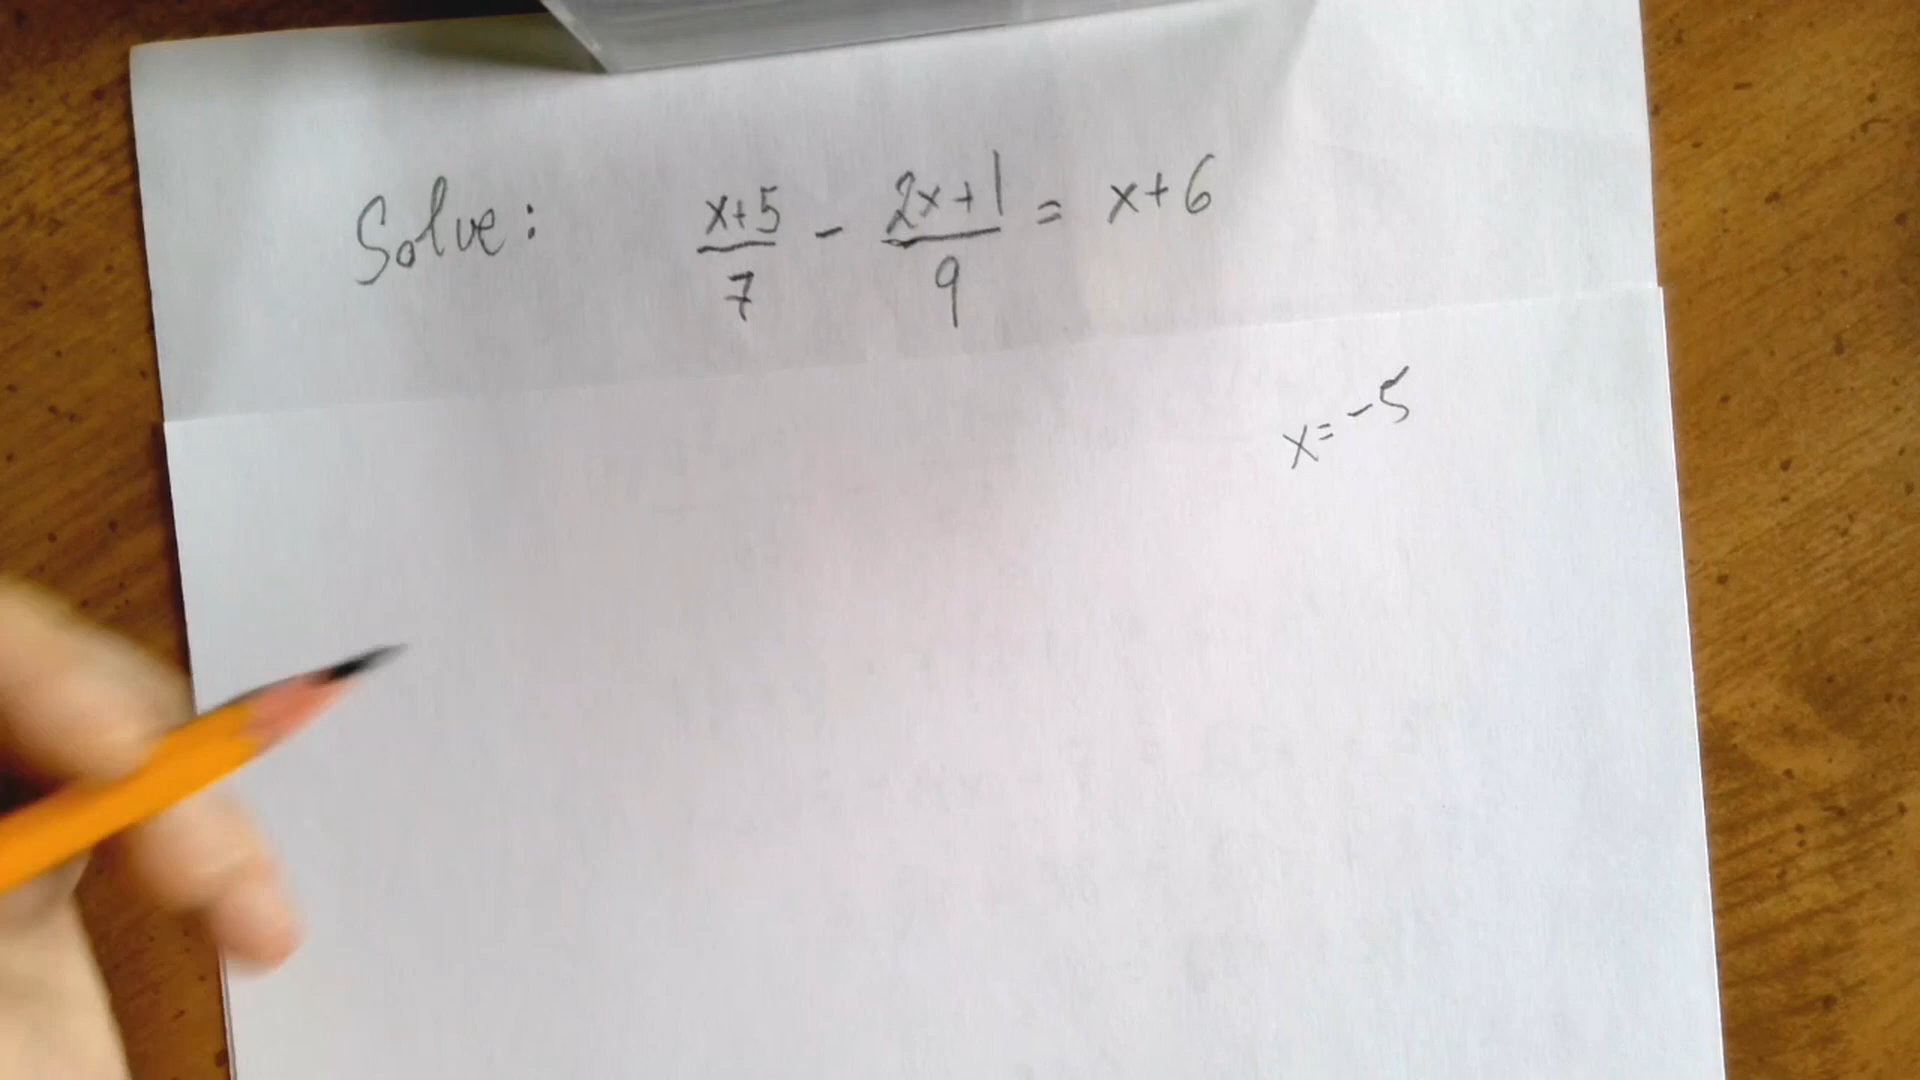 Solve: x+5/7 - 2x+1/9 = x+6
x=-5